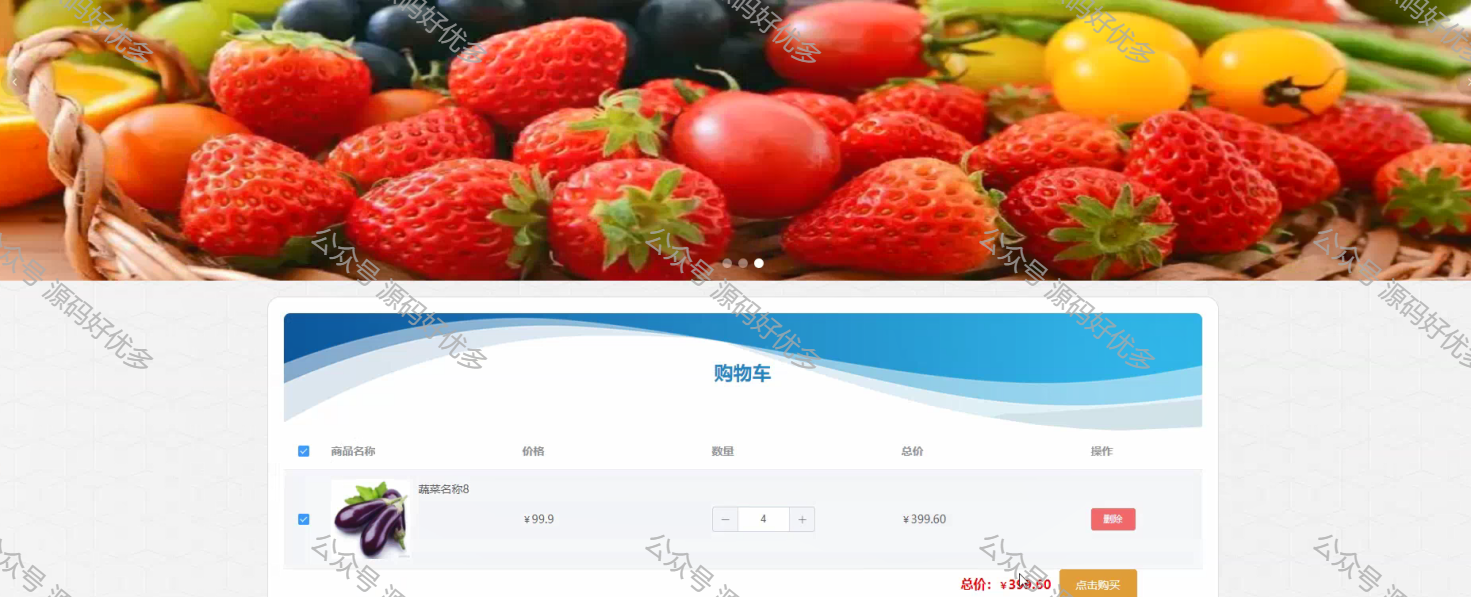 购物车
商品名称 价格 数量 总价 操作
蔬菜名称8
¥99.9 − 4 + ¥399.60 删除
总价：¥399.60 点击购买
公众号 源码好优多